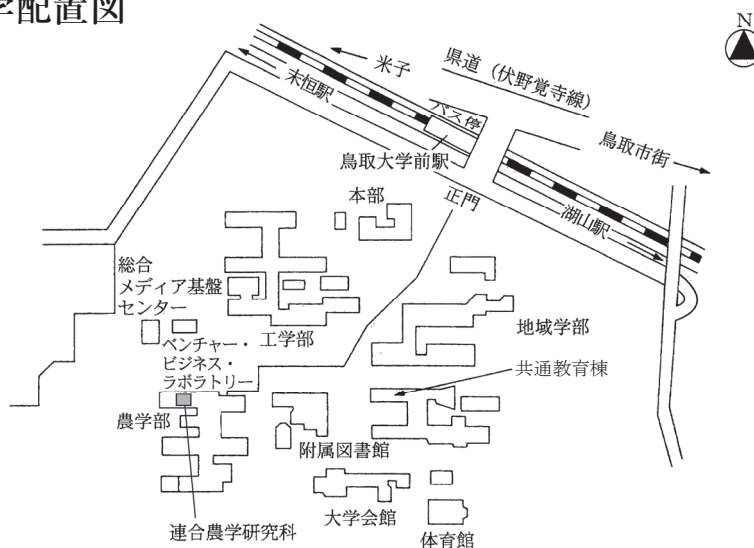 学配置図
N
米子
県道（伏野覚寺線）
末恒駅
バス停
鳥取市街
鳥取大学前駅
正門
湖山駅
本部
総合
メディア基盤
センター
工学部
地域学部
ベンチャー・
ビジネス・
ラボラトリー
共通教育棟
農学部
附属図書館
連合農学研究科
大学会館
体育館